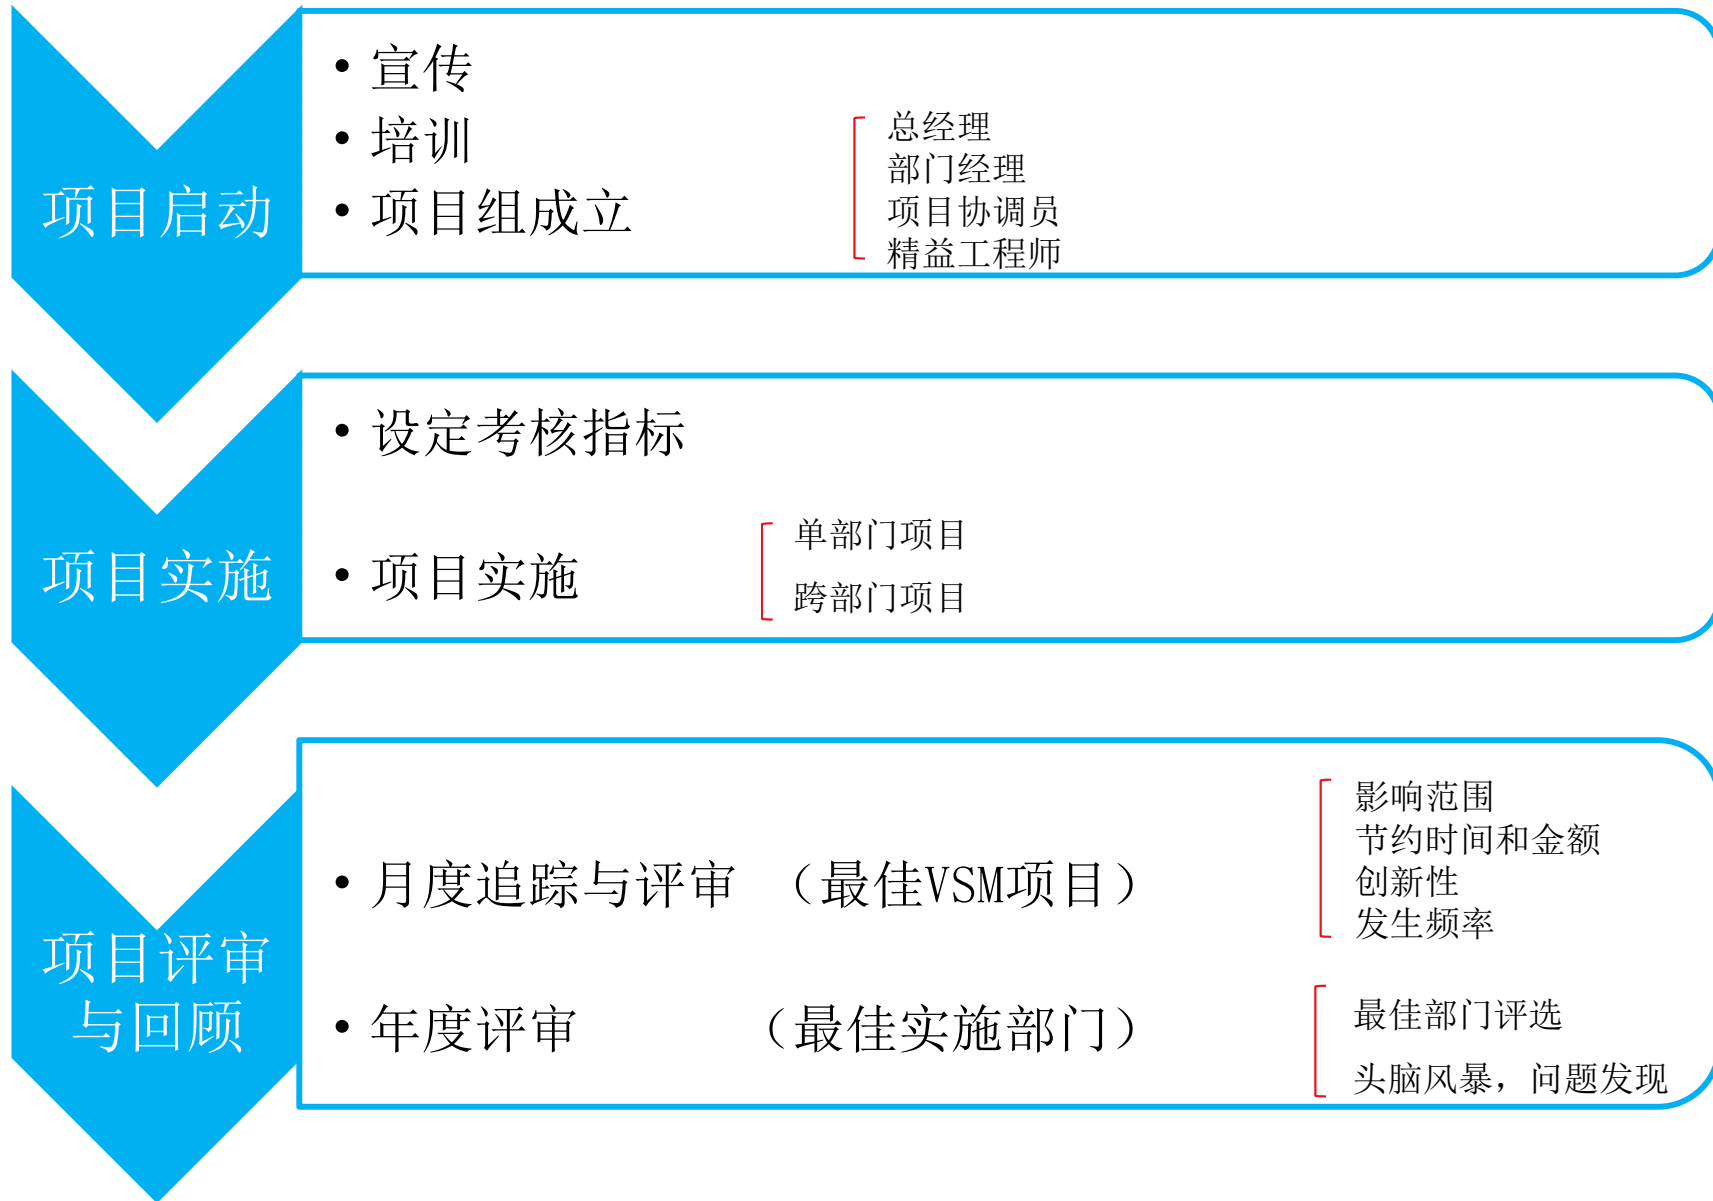 项目启动
• 宣传
• 培训
• 项目组成立
总经理
部门经理
项目协调员
精益工程师
项目实施
• 设定考核指标
• 项目实施
单部门项目
跨部门项目
项目评审
与回顾
• 月度追踪与评审 （最佳VSM项目）
影响范围
节约时间和金额
创新性
发生频率
• 年度评审 （最佳实施部门）
最佳部门评选
头脑风暴，问题发现